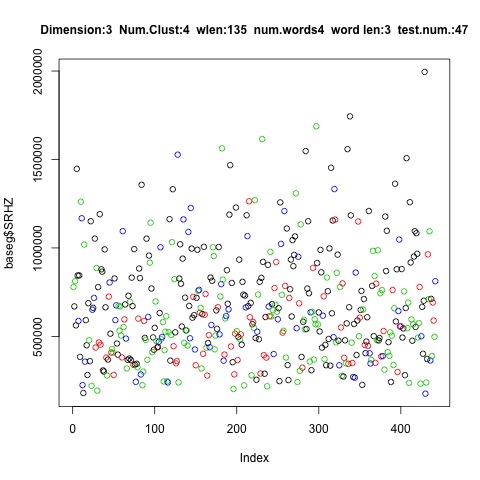 Dimension:3 Num.Clust:4 wlen:135 num.words4 word len:3 test.num.:47
2000000
1500000
1000000
500000
baseg$SRHZ
0 100 200 300 400
Index